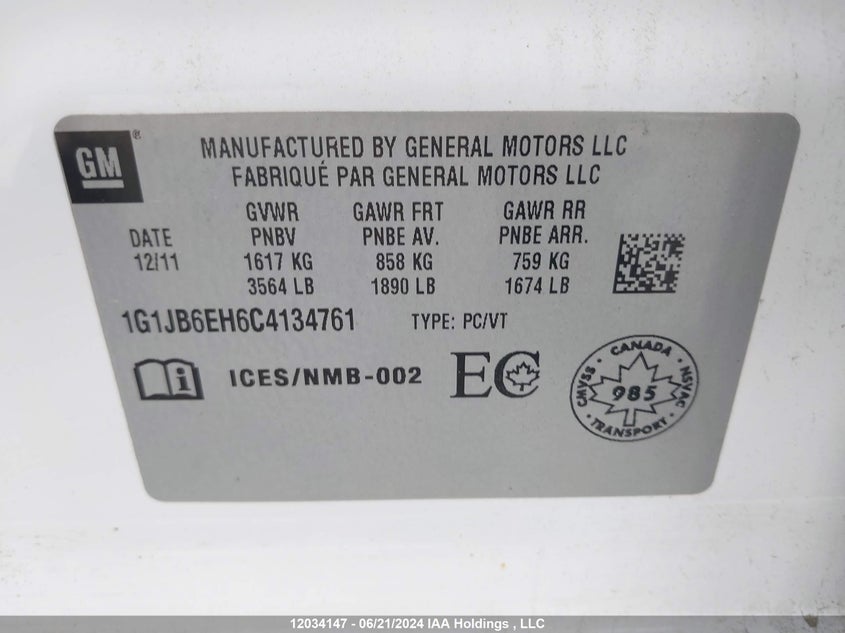 GM®
MANUFACTURED BY GENERAL MOTORS LLC
FABRIQUÉ PAR GENERAL MOTORS LLC
GVWR GAWR FRT GAWR RR
DATE PNBV PNBE AV. PNBE ARR.
12/11 1617 KG 858 KG 759 KG
3564 LB 1890 LB 1674 LB
1G1JB6EH6C4134761 TYPE: PC/VT
i ICES/NMB-002 EC
CANADA
CMVSS 985 NSVAC
TRANSPORT
12034147 - 06/21/2024 IAA Holdings , LLC